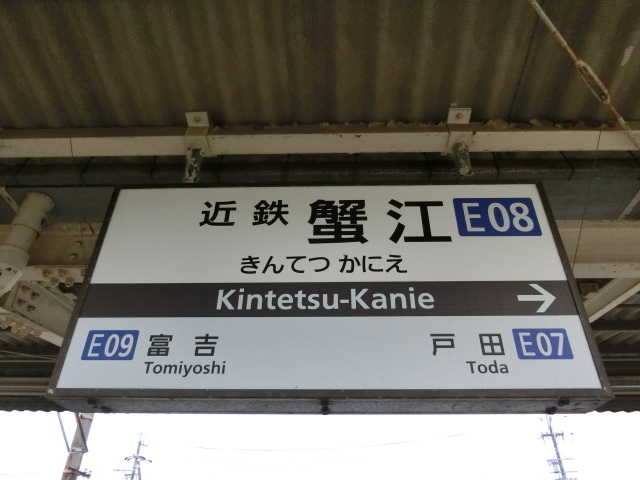 近鉄 蟹江 E08
きんてつ かにえ
Kintetsu-Kanie →
E09 富吉 戸田 E07
Tomiyoshi Toda